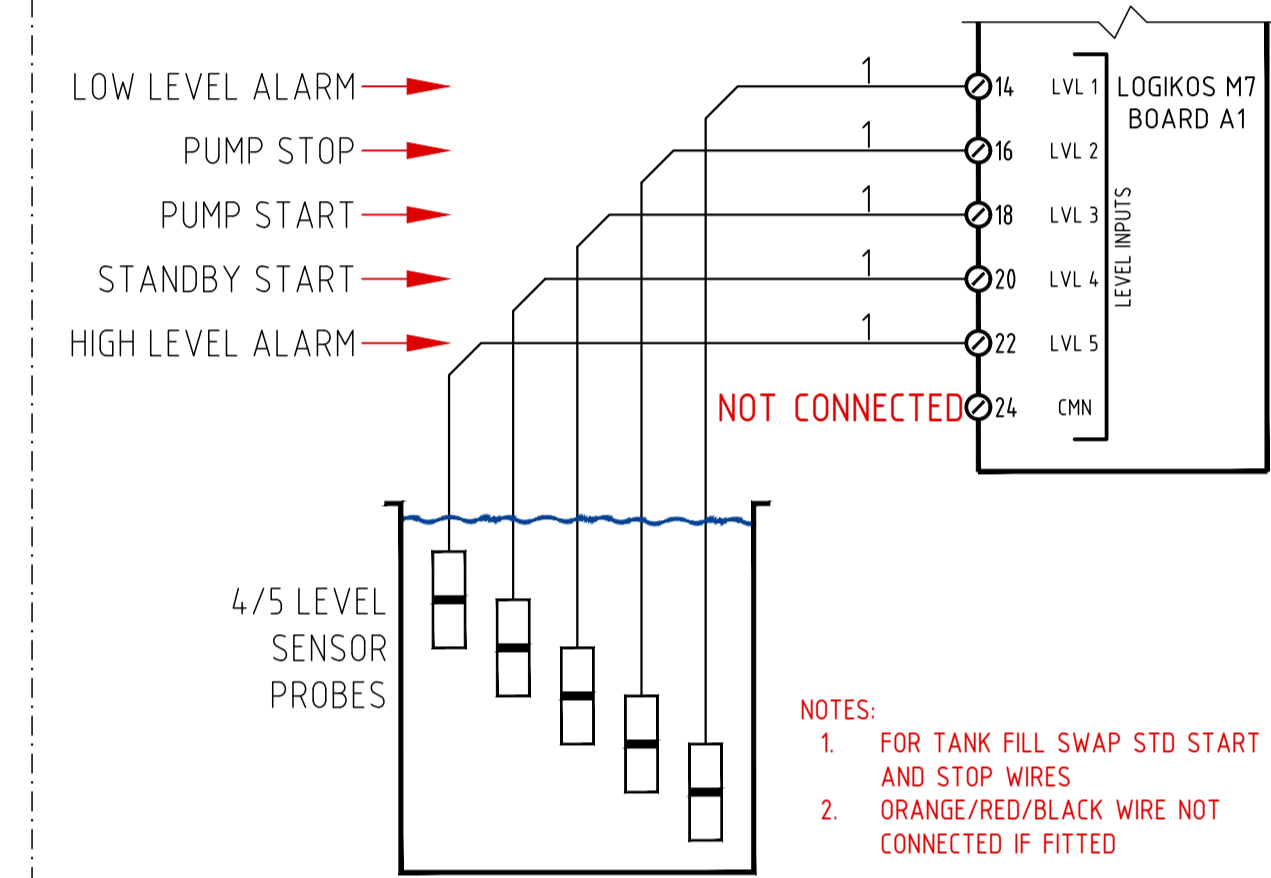 LOW LEVEL ALARM
1
14 LVL 1
LOGIKOS M7
BOARD A1
PUMP STOP
1
16 LVL 2
PUMP START
1
18 LVL 3
STANDBY START
1
20 LVL 4
HIGH LEVEL ALARM
1
22 LVL 5
LEVEL INPUTS
NOT CONNECTED
24 CMN
4/5 LEVEL
SENSOR
PROBES
NOTES:
1. FOR TANK FILL SWAP STD START
AND STOP WIRES
2. ORANGE/RED/BLACK WIRE NOT
CONNECTED IF FITTED